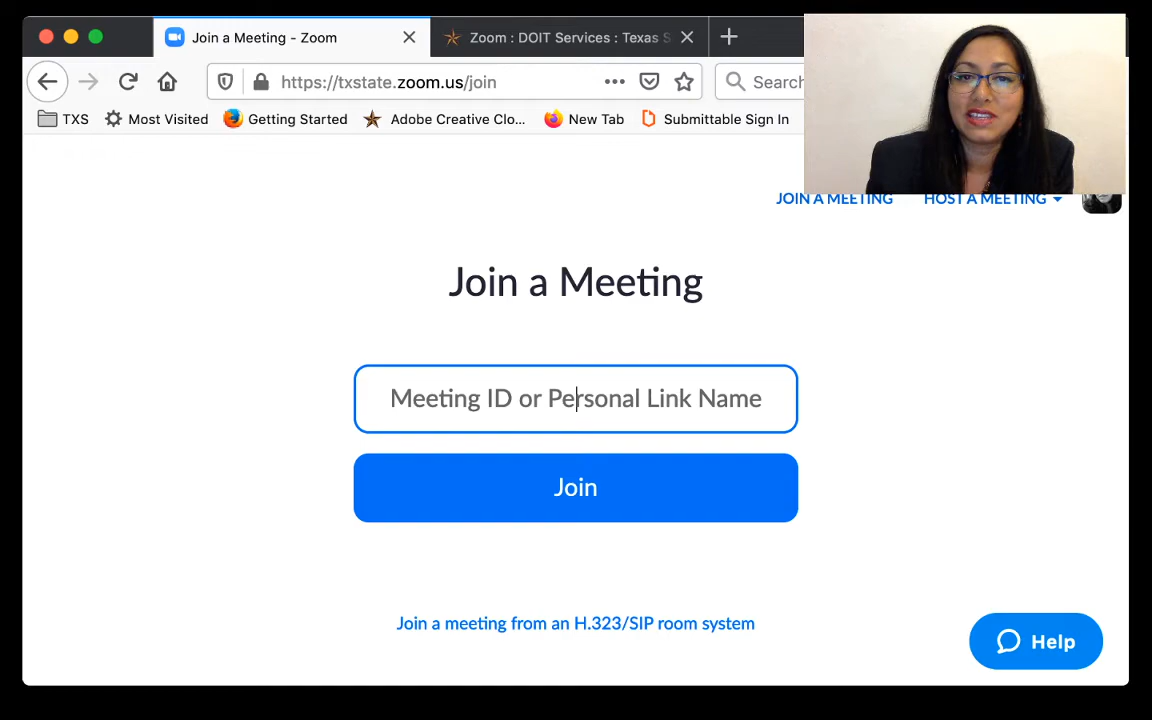 Join a Meeting - Zoom
Zoom : DOIT Services : Texas S
https://txstate.zoom.us/join
Search
TXS
Most Visited
Getting Started
Adobe Creative Clo...
New Tab
Submittable Sign In
JOIN A MEETING
HOST A MEETING
Join a Meeting
Meeting ID or Personal Link Name
Join
Join a meeting from an H.323/SIP room system
Help